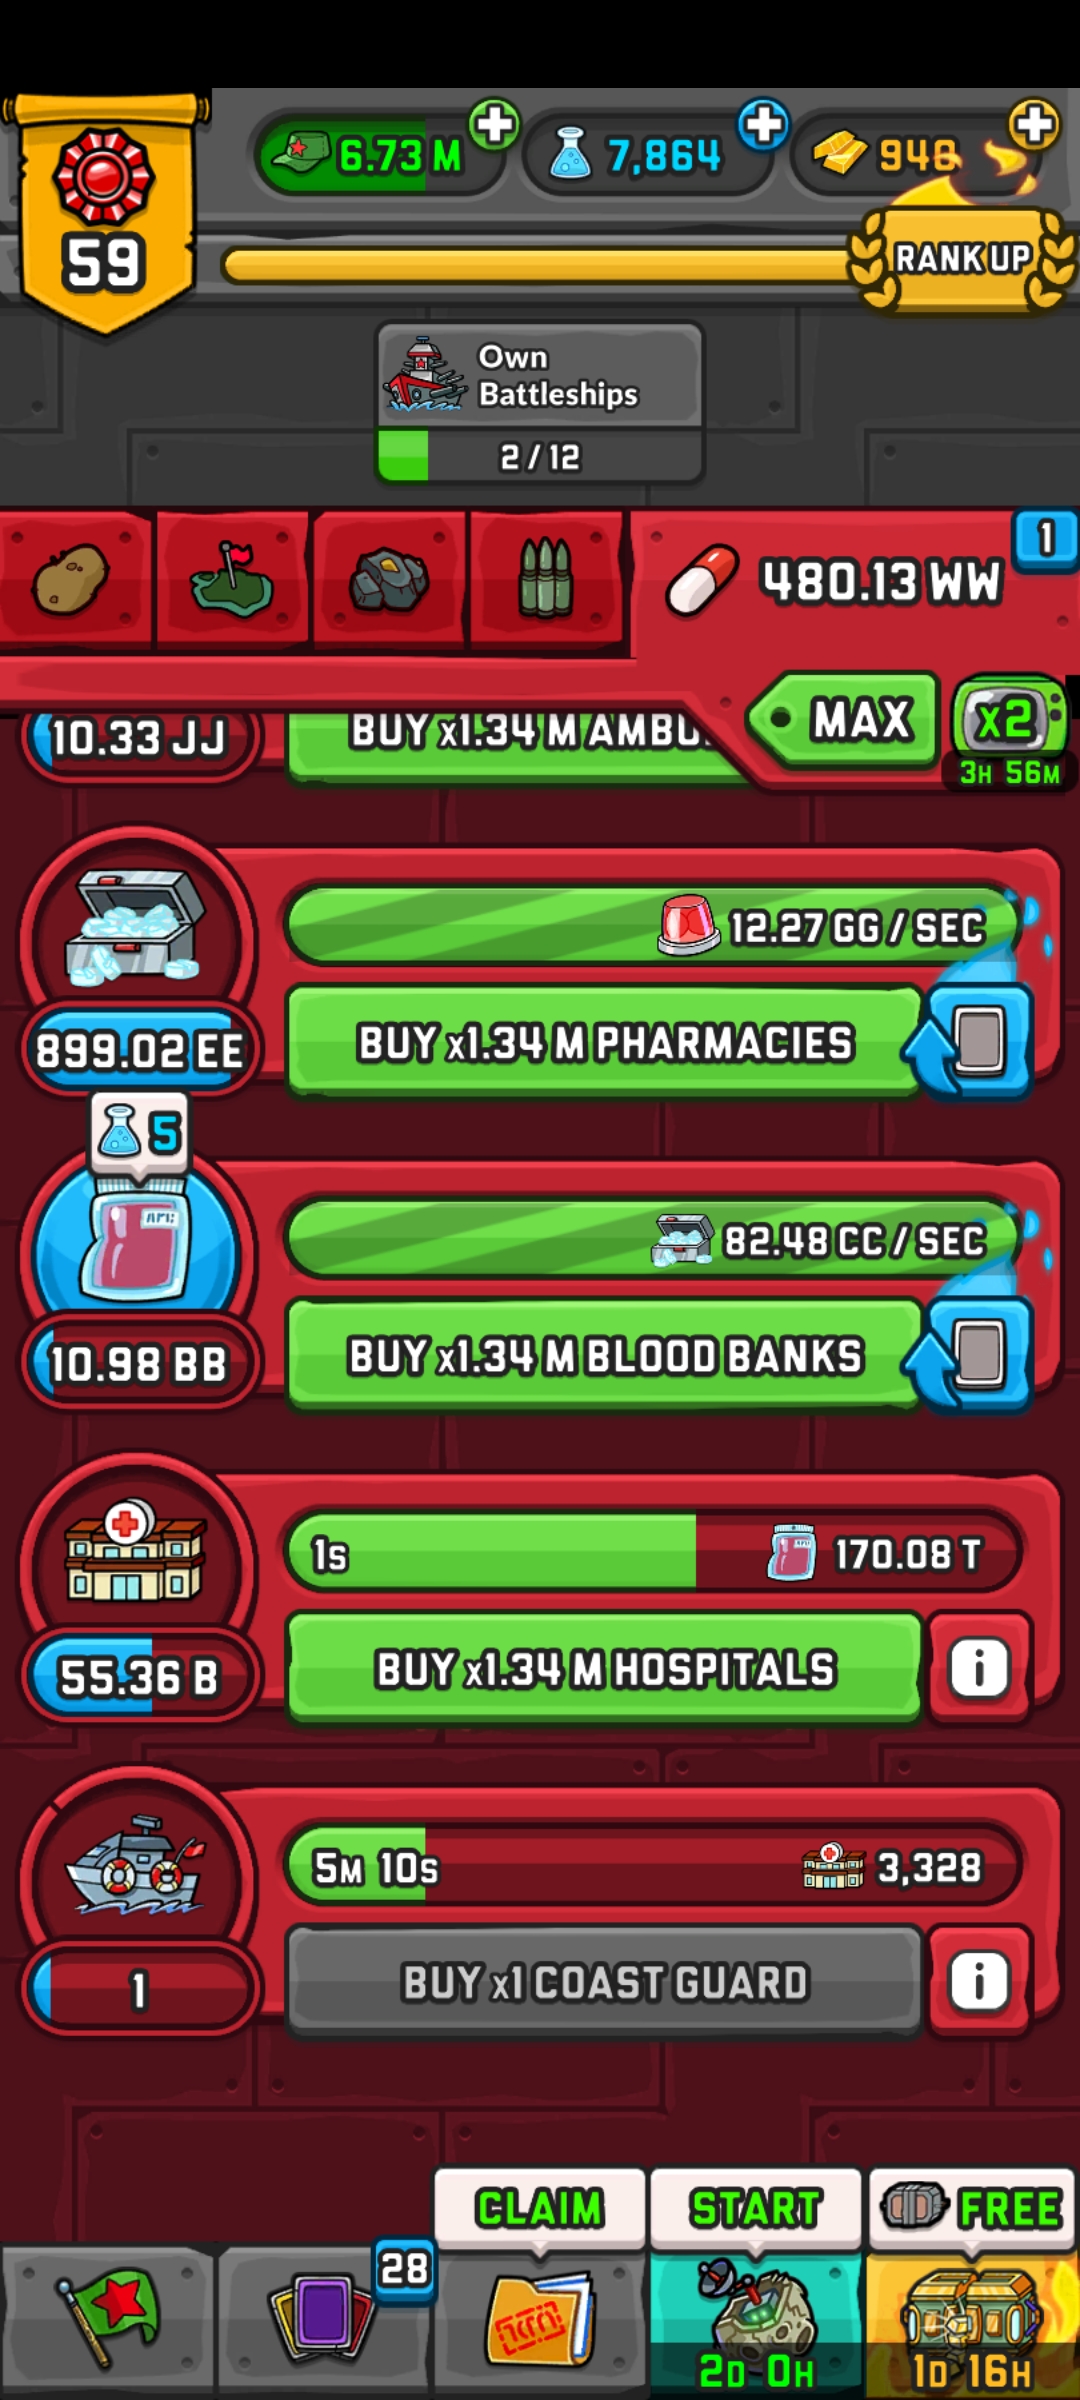 6.73 M
7,864
948
59
RANK UP
Own
Battleships
2 / 12
1
480.13 WW
MAX
x2
3H 56M
10.33 JJ
BUY x1.34 M AMBU
12.27 GG / SEC
899.02 EE
BUY x1.34 M PHARMACIES
5
82.48 CC / SEC
10.98 BB
BUY x1.34 M BLOOD BANKS
1S
170.08 T
55.36 B
BUY x1.34 M HOSPITALS
i
5M 10S
3,328
1
BUY x1 COAST GUARD
i
CLAIM
START
FREE
28
2D 0H
1D 16H